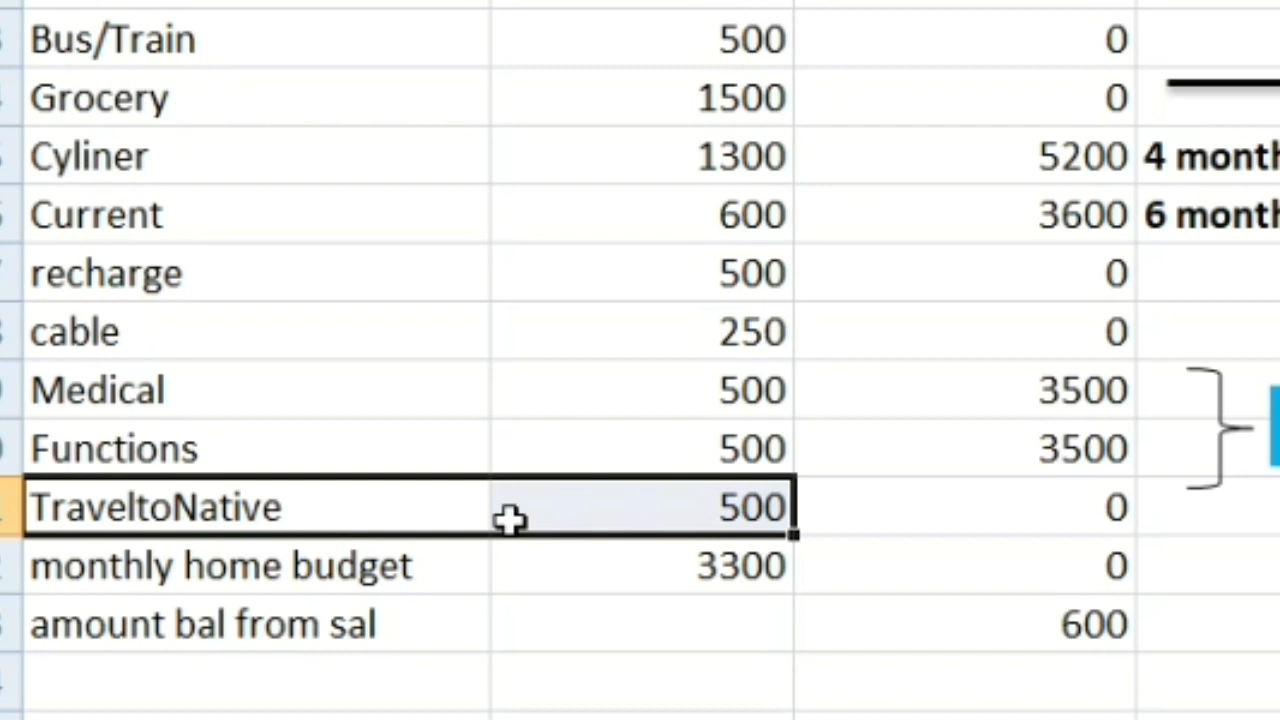 Bus/Train 500 0
Grocery 1500 0
Cyliner 1300 5200 4 month
Current 600 3600 6 month
recharge 500 0
cable 250 0
Medical 500 3500
Functions 500 3500
TraveltoNative 500 0
monthly home budget 3300 0
amount bal from sal 600